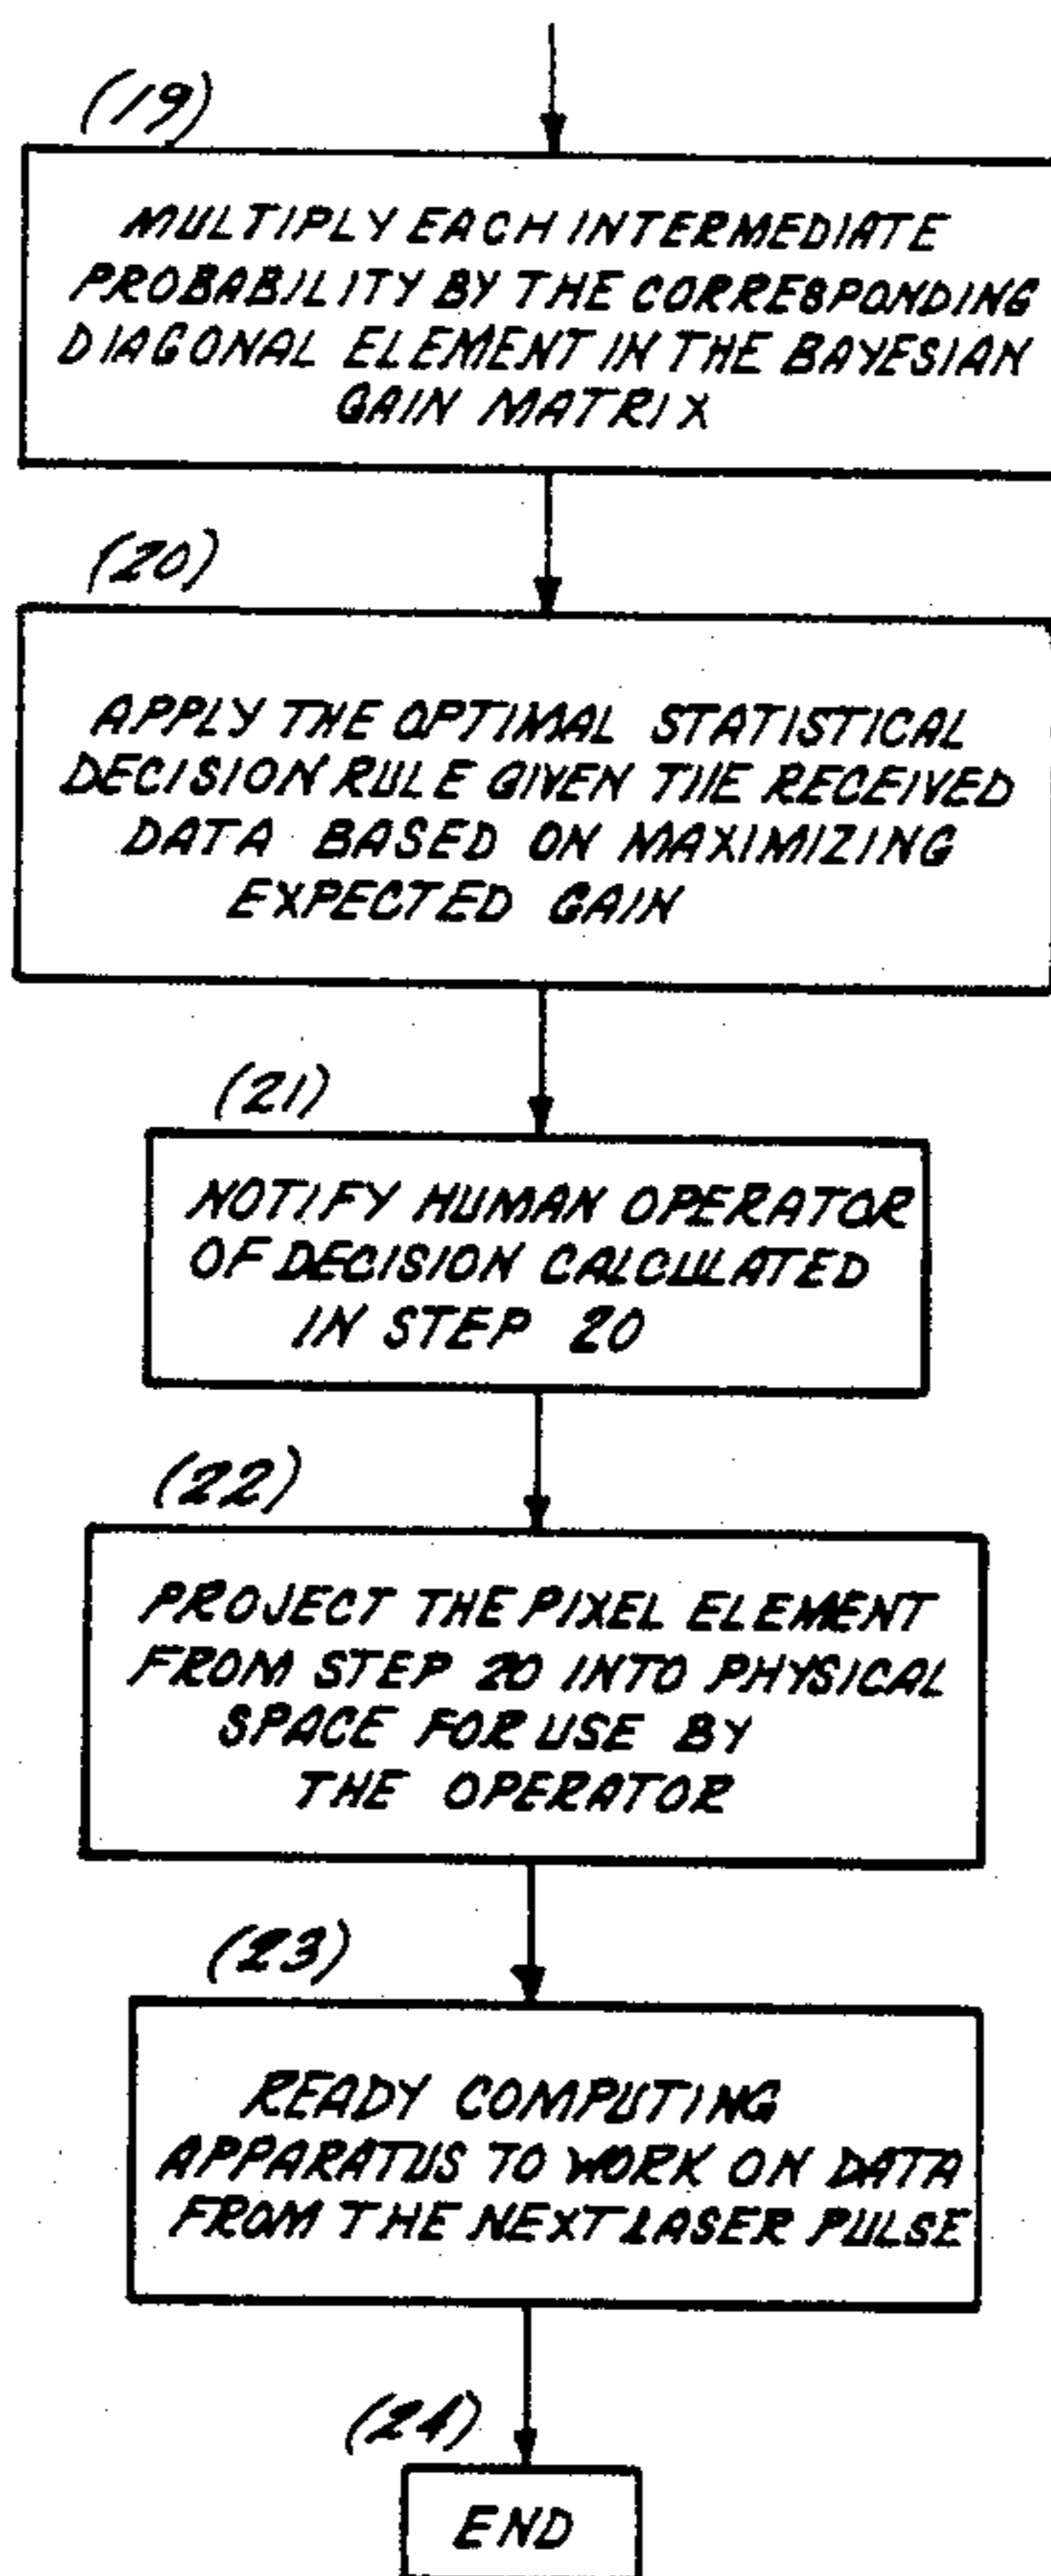 (19)
MULTIPLY EACH INTERMEDIATE
PROBABILITY BY THE CORRESPONDING
DIAGONAL ELEMENT IN THE BAYESIAN
GAIN MATRIX
(20)
APPLY THE OPTIMAL STATISTICAL
DECISION RULE GIVEN THE RECEIVED
DATA BASED ON MAXIMIZING
EXPECTED GAIN
(21)
NOTIFY HUMAN OPERATOR
OF DECISION CALCULATED
IN STEP 20
(22)
PROJECT THE PIXEL ELEMENT
FROM STEP 20 INTO PHYSICAL
SPACE FOR USE BY
THE OPERATOR
(23)
READY COMPUTING
APPARATUS TO WORK ON DATA
FROM THE NEXT LASER PULSE
(24)
END